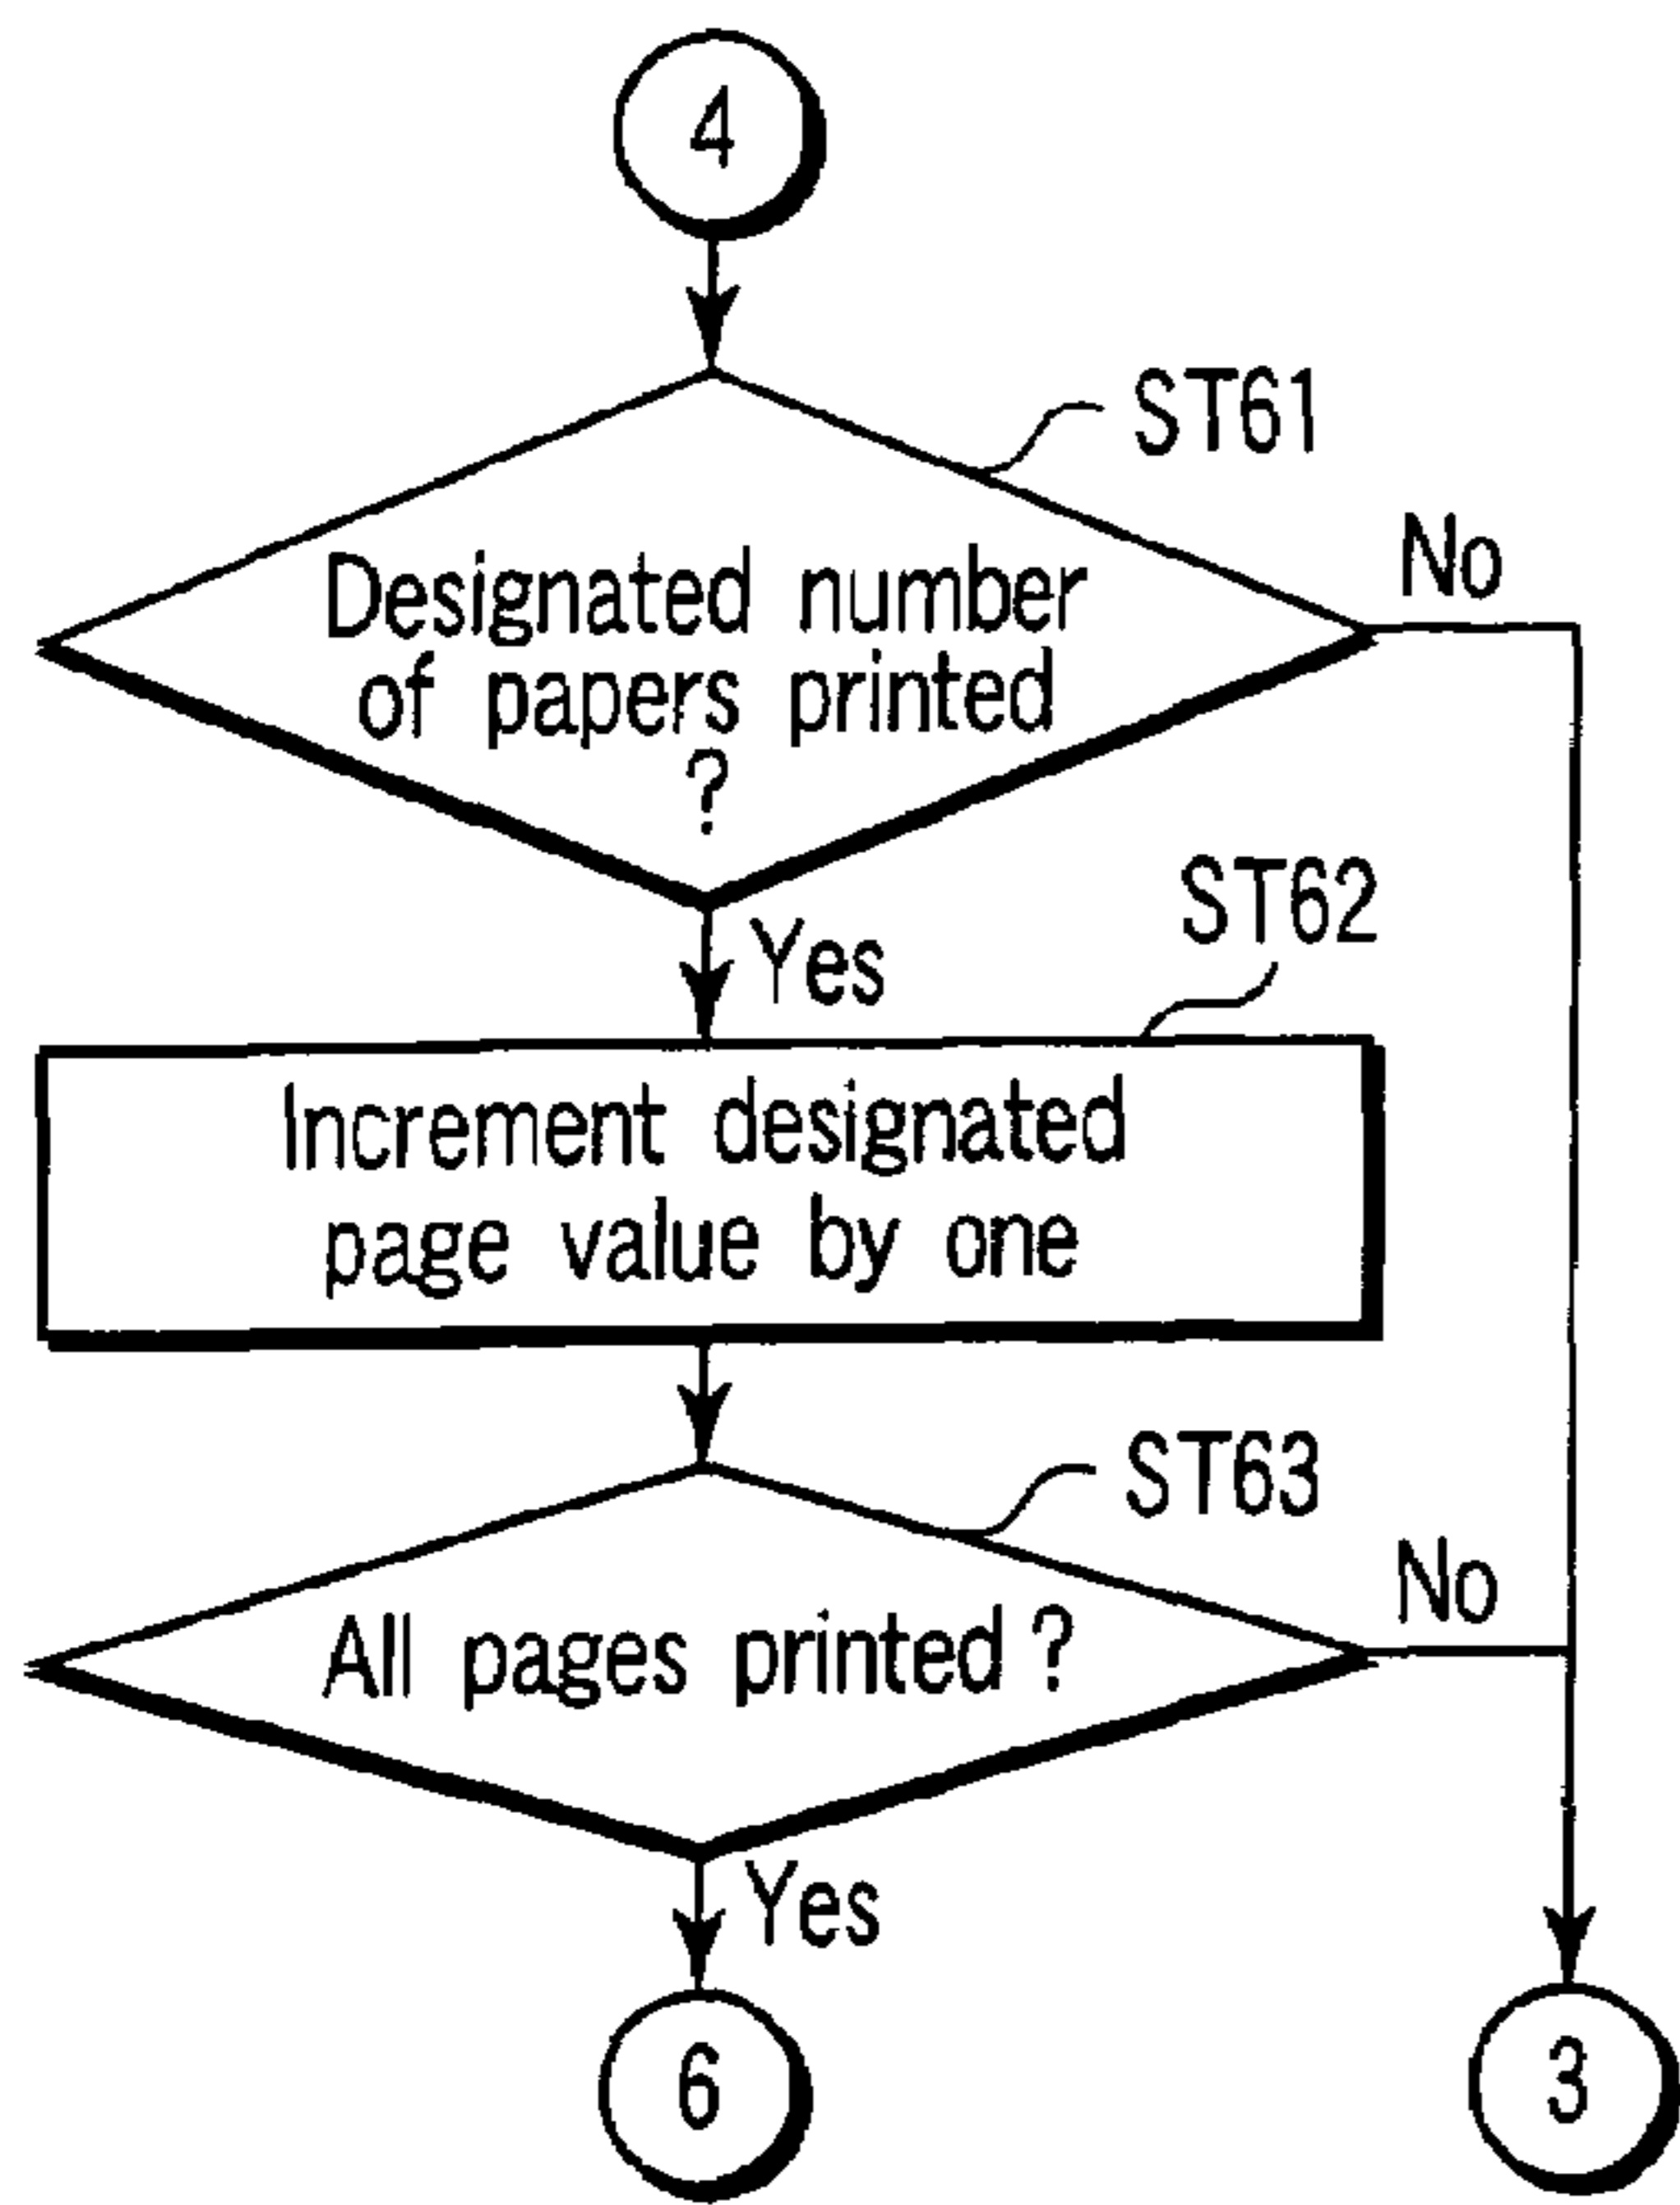 4
ST61
No
Designated number
of papers printed
?
ST62
Yes
Increment designated
page value by one
ST63
No
All pages printed ?
Yes
6
3